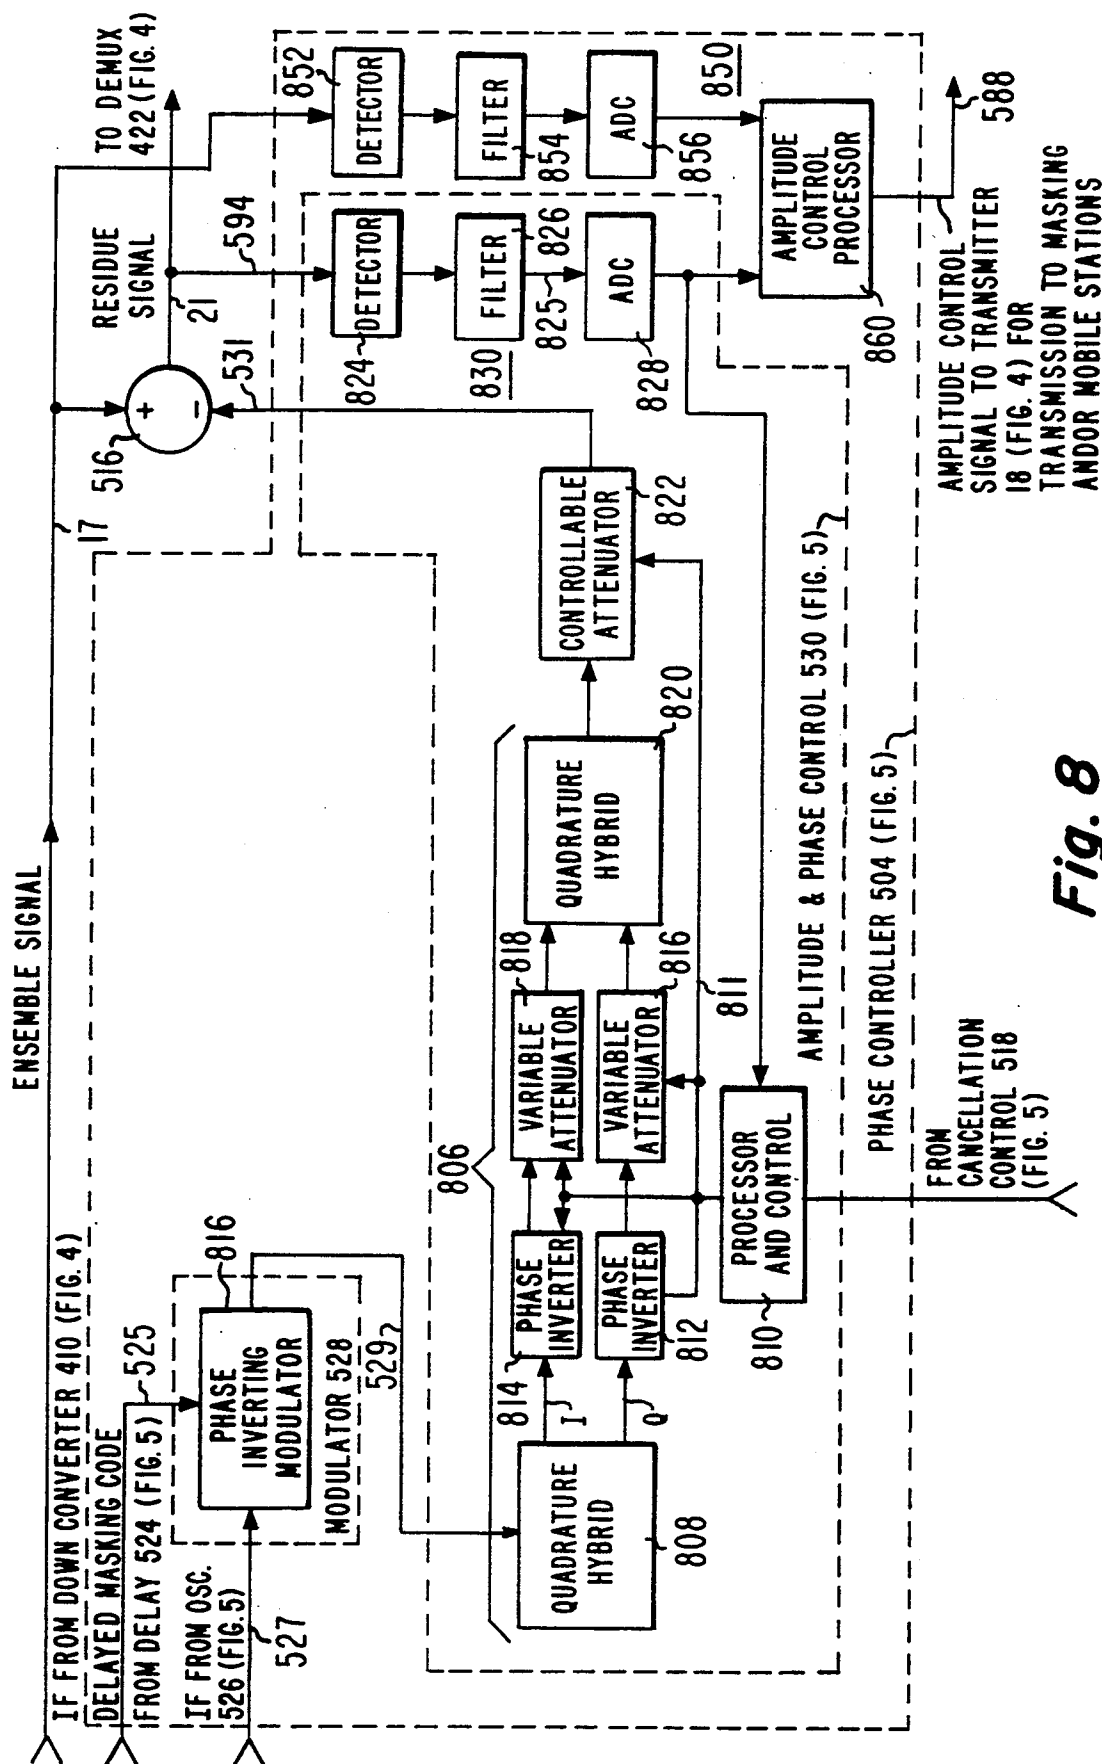 ENSEMBLE SIGNAL
IF FROM DOWN CONVERTER 410 (FIG. 4)
DELAYED MASKING CODE
FROM DELAY 524 (FIG. 5)
525
IF FROM OSC.
526 (FIG. 5)
527
816
PHASE
INVERTING
MODULATOR
MODULATOR 528
529
17
516
+
-
RESIDUE
SIGNAL
21
TO DEMUX
422 (FIG. 4)
594
531
852
DETECTOR
FILTER
854
ADC
856
850
824
DETECTOR
FILTER
826
825
830
ADC
828
AMPLITUDE
CONTROL
PROCESSOR
860
588
AMPLITUDE CONTROL
SIGNAL TO TRANSMITTER
18 (FIG. 4) FOR
TRANSMISSION TO MASKING
ANDOR MOBILE STATIONS
806
QUADRATURE
HYBRID
808
I
Q
814
PHASE
INVERTER
PHASE
INVERTER
812
818
VARIABLE
ATTENUATOR
VARIABLE
ATTENUATOR
816
QUADRATURE
HYBRID
820
CONTROLLABLE
ATTENUATOR
822
811
PROCESSOR
AND CONTROL
810
AMPLITUDE & PHASE CONTROL 530 (FIG. 5)
PHASE CONTROLLER 504 (FIG. 5)
FROM
CANCELLATION
CONTROL 518
(FIG. 5)
Fig. 8